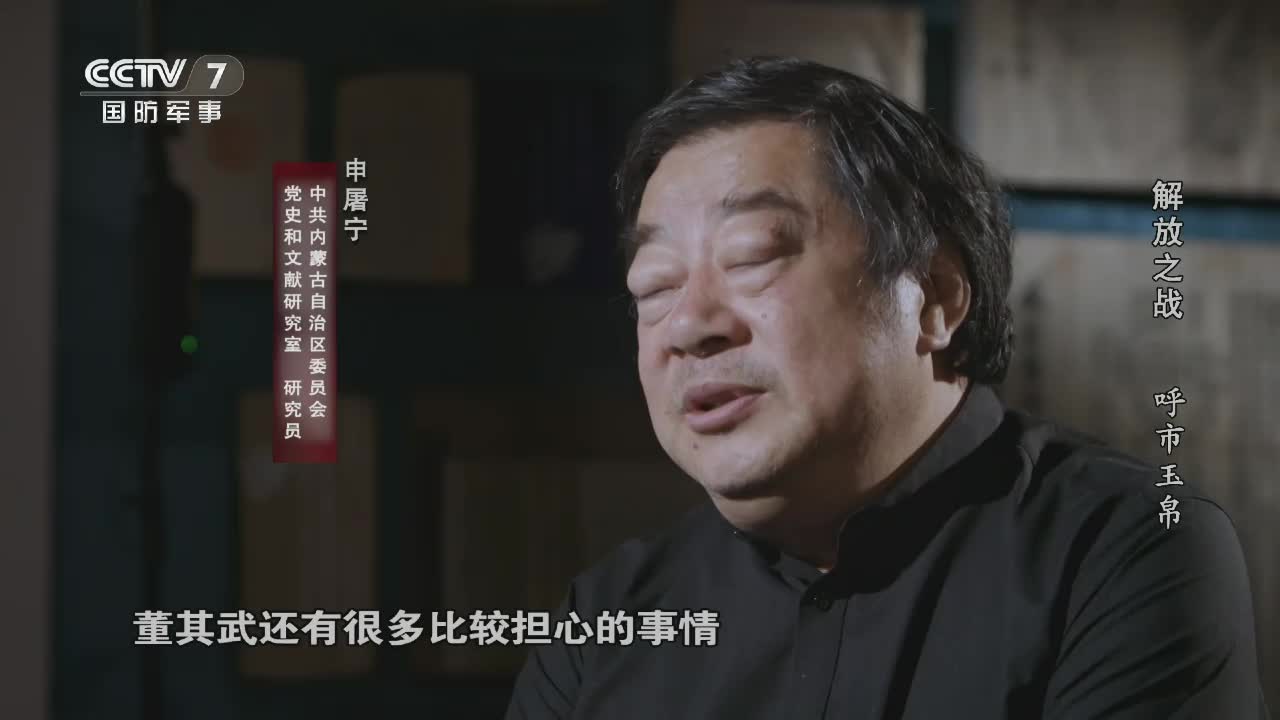 CCTV 7
国防军事
申屠宁
中共内蒙古自治区委员会
党史和文献研究室 研究员
解放之战 呼市玉帛
董其武还有很多比较担心的事情